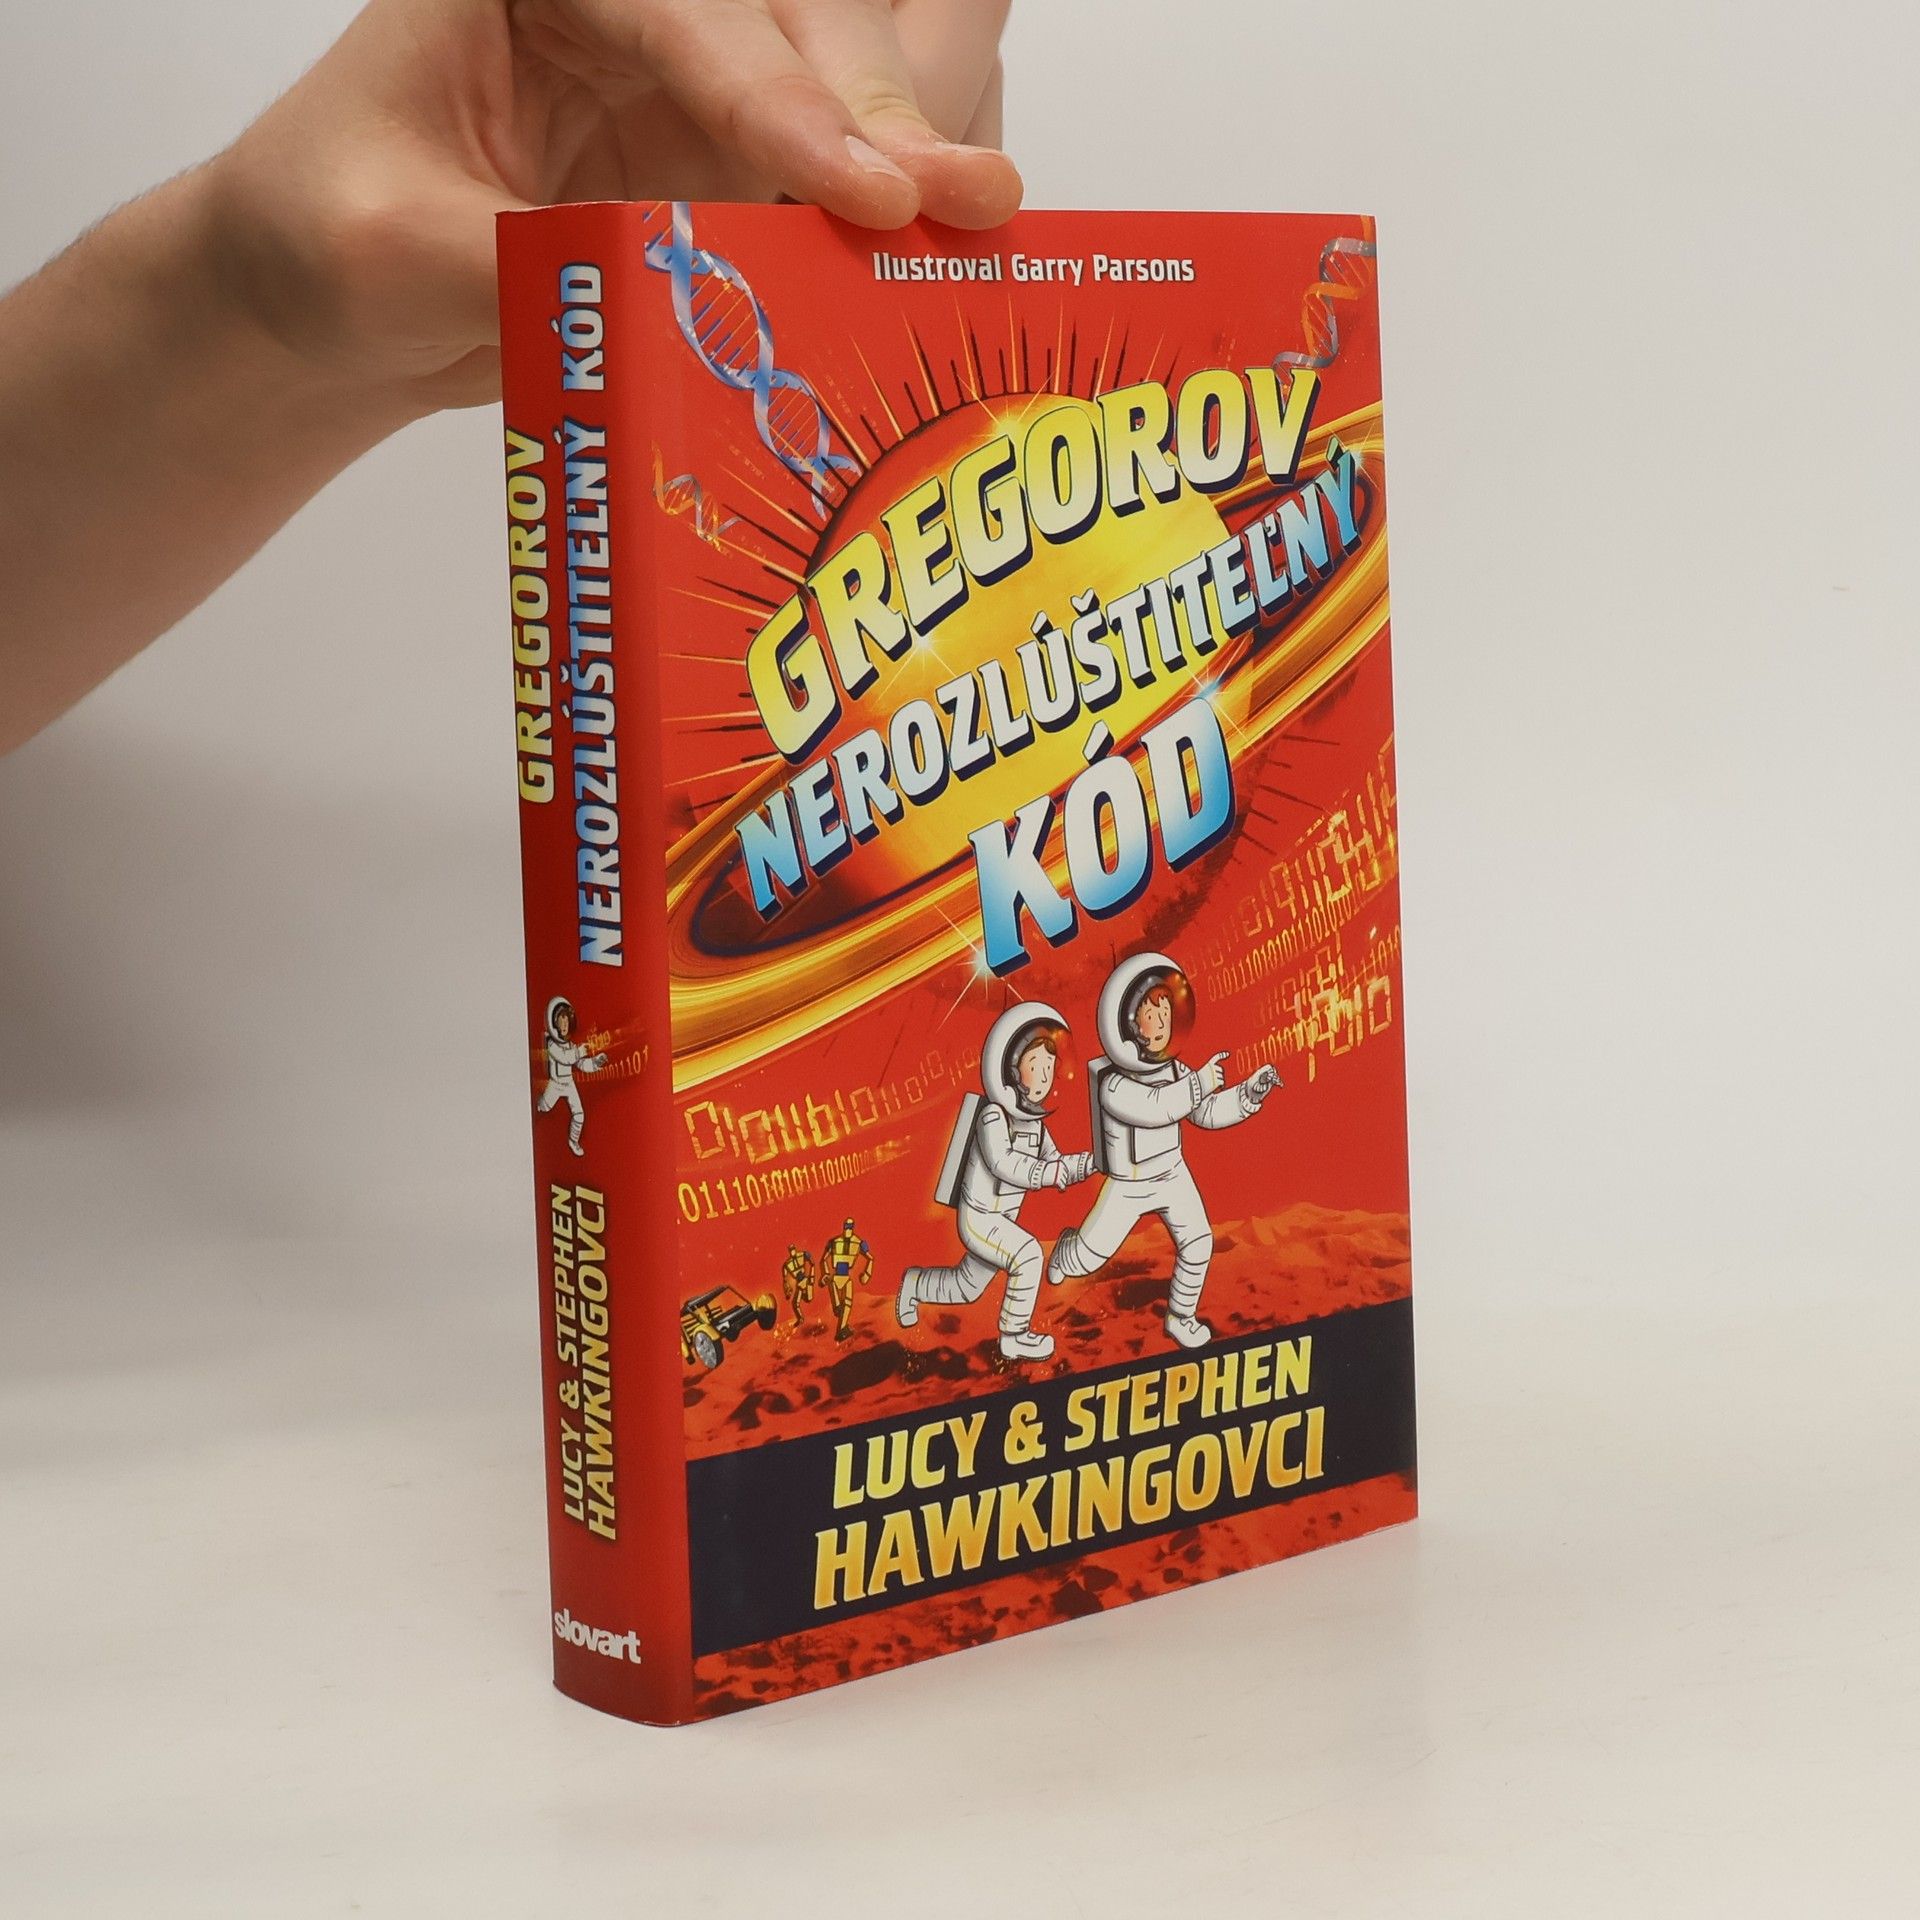 Ilustroval Garry Parsons
GREGOROV
NEROZLÚŠTITEĽNÝ
KÓD
LUCY & STEPHEN
HAWKINGOVCI
GREGOROV
NEROZLÚŠTITEĽNÝ KÓD
LUCY & STEPHEN
HAWKINGOVCI
slovart